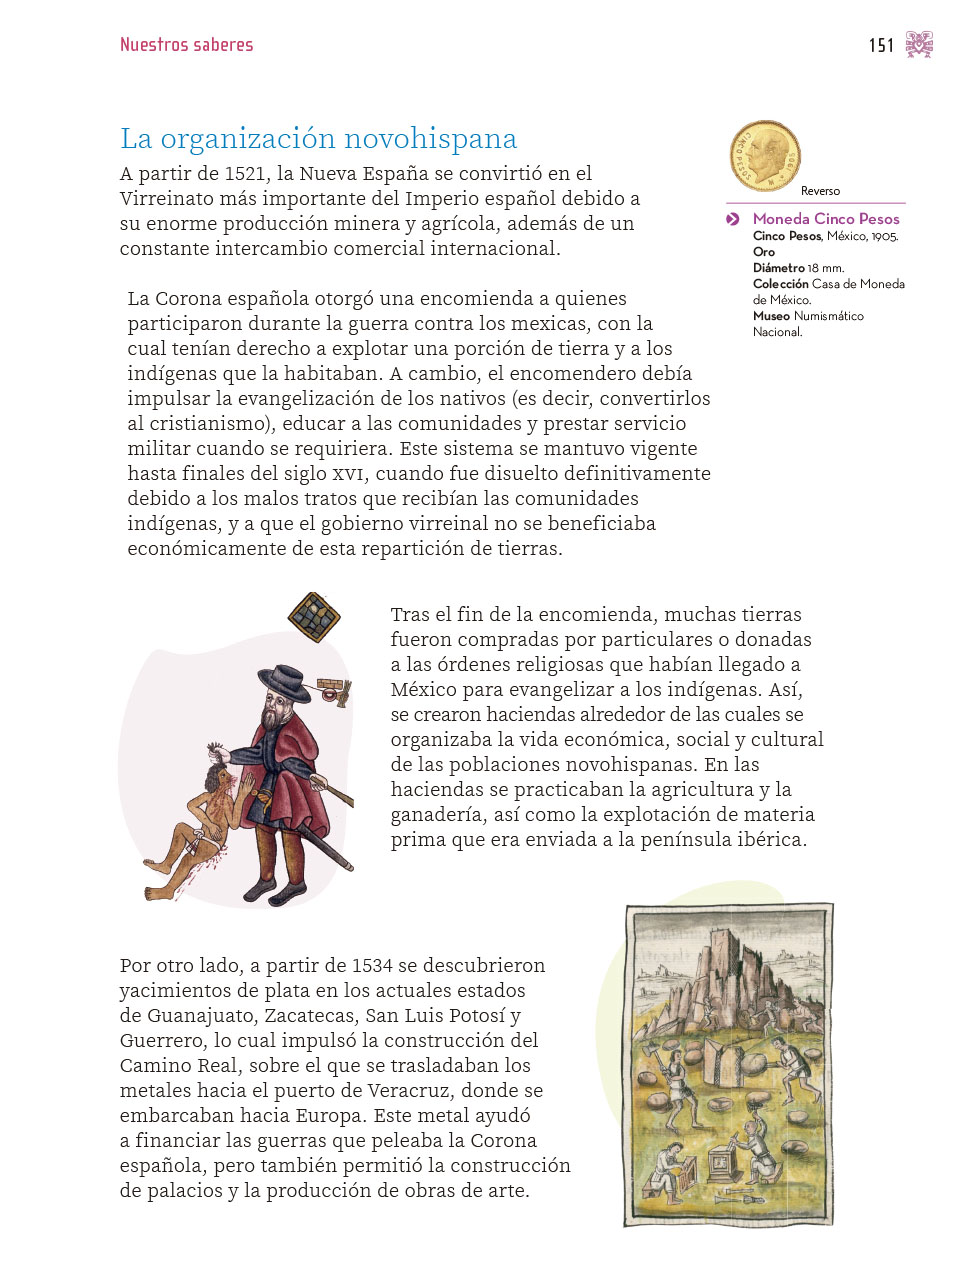 Nuestros saberes
151
La organización novohispana
A partir de 1521, la Nueva España se convirtió en el
Virreinato más importante del Imperio español debido a
su enorme producción minera y agrícola, además de un
constante intercambio comercial internacional.
CINCO PESOS
1905
Reverso
Moneda Cinco Pesos
Cinco Pesos, México, 1905.
Oro
Diámetro 18 mm.
Colección Casa de Moneda
de México.
Museo Numismático
Nacional.
La Corona española otorgó una encomienda a quienes
participaron durante la guerra contra los mexicas, con la
cual tenían derecho a explotar una porción de tierra y a los
indígenas que la habitaban. A cambio, el encomendero debía
impulsar la evangelización de los nativos (es decir, convertirlos
al cristianismo), educar a las comunidades y prestar servicio
militar cuando se requiriera. Este sistema se mantuvo vigente
hasta finales del siglo XVI, cuando fue disuelto definitivamente
debido a los malos tratos que recibían las comunidades
indígenas, y a que el gobierno virreinal no se beneficiaba
económicamente de esta repartición de tierras.
Tras el fin de la encomienda, muchas tierras
fueron compradas por particulares o donadas
a las órdenes religiosas que habían llegado a
México para evangelizar a los indígenas. Así,
se crearon haciendas alrededor de las cuales se
organizaba la vida económica, social y cultural
de las poblaciones novohispanas. En las
haciendas se practicaban la agricultura y la
ganadería, así como la explotación de materia
prima que era enviada a la península ibérica.
Por otro lado, a partir de 1534 se descubrieron
yacimientos de plata en los actuales estados
de Guanajuato, Zacatecas, San Luis Potosí y
Guerrero, lo cual impulsó la construcción del
Camino Real, sobre el que se trasladaban los
metales hacia el puerto de Veracruz, donde se
embarcaban hacia Europa. Este metal ayudó
a financiar las guerras que peleaba la Corona
española, pero también permitió la construcción
de palacios y la producción de obras de arte.